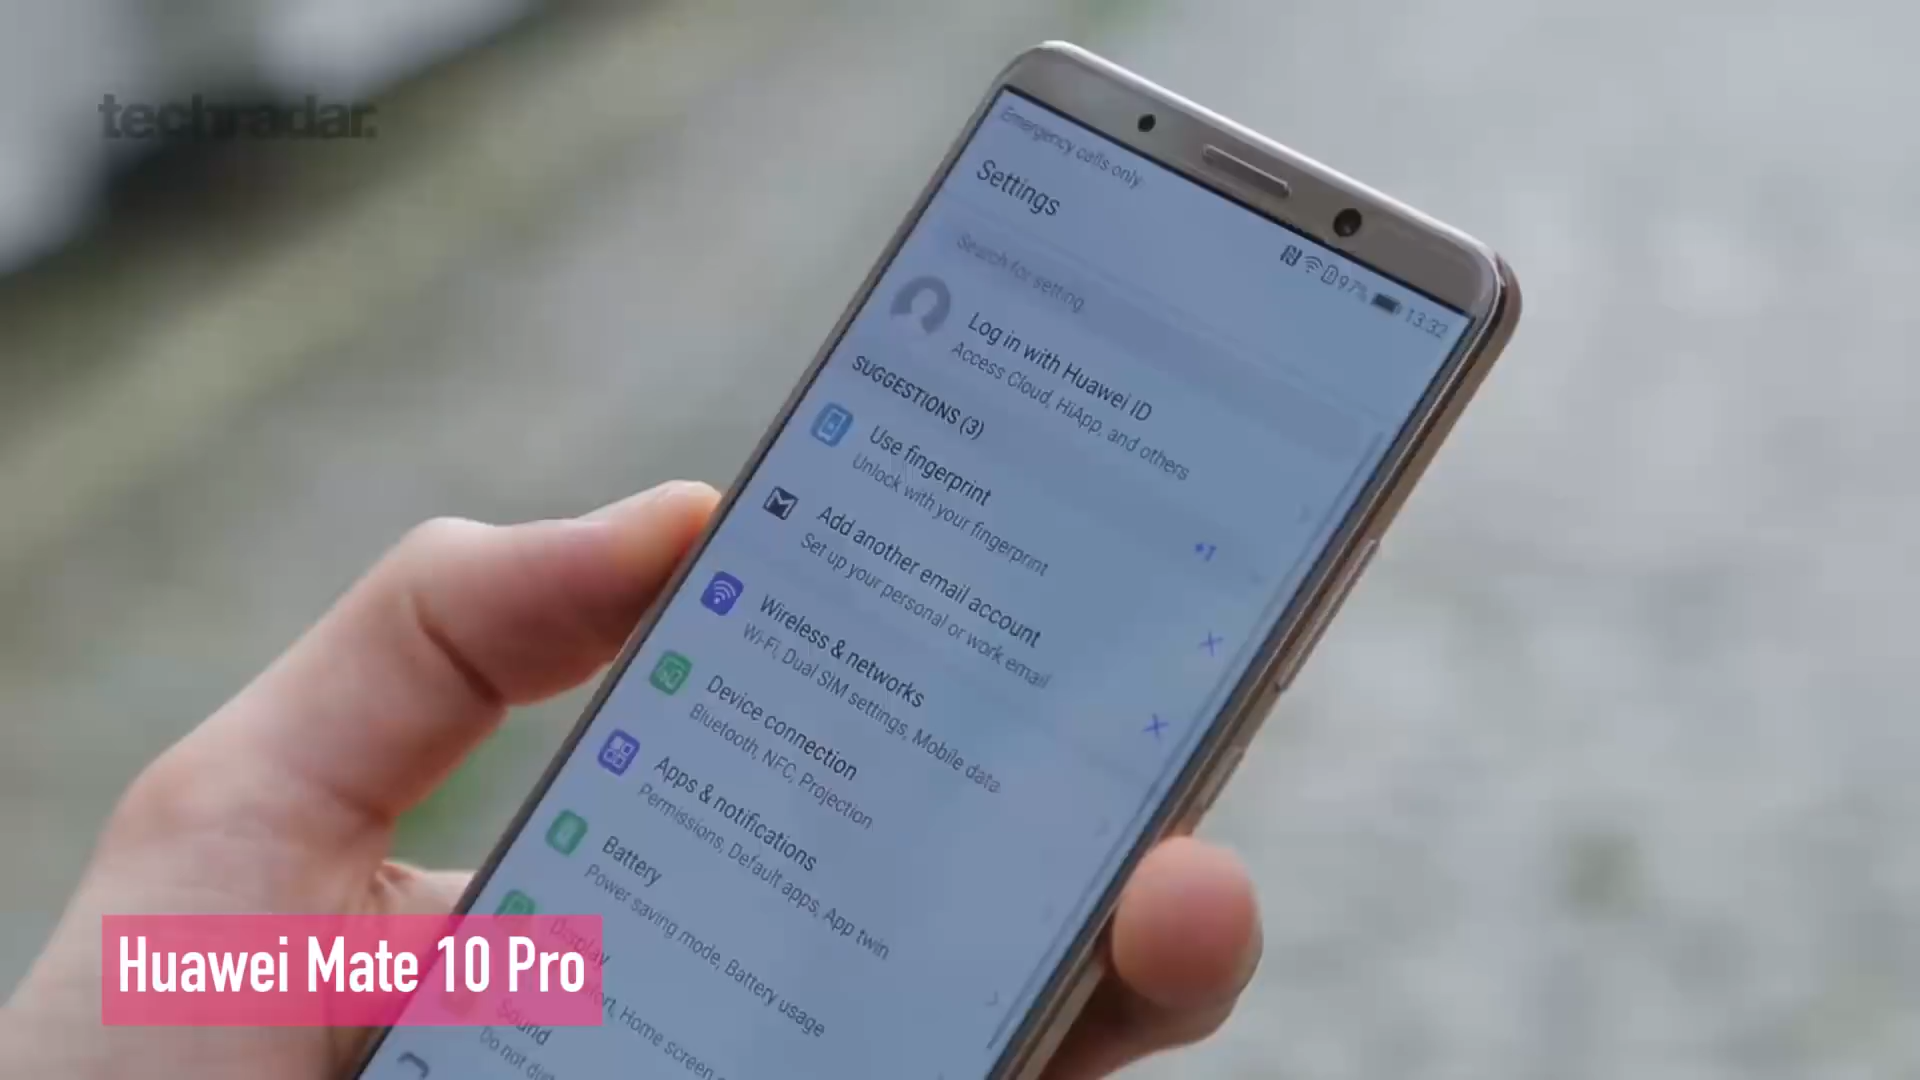 techradar.
Emergency calls only
97% 13:32
Settings
Search for setting
Log in with Huawei ID
Access Cloud, HiApp, and others
SUGGESTIONS (3)
+1
Use fingerprint
Unlock with your fingerprint
Add another email account
Set up your personal or work email
Wireless & networks
Wi-Fi, Dual SIM settings, Mobile data
Device connection
Bluetooth, NFC, Projection
Apps & notifications
Permissions, Default apps, App twin
Battery
Power saving mode, Battery usage
Display
Home screen
Sound
Do not
Huawei Mate 10 Pro